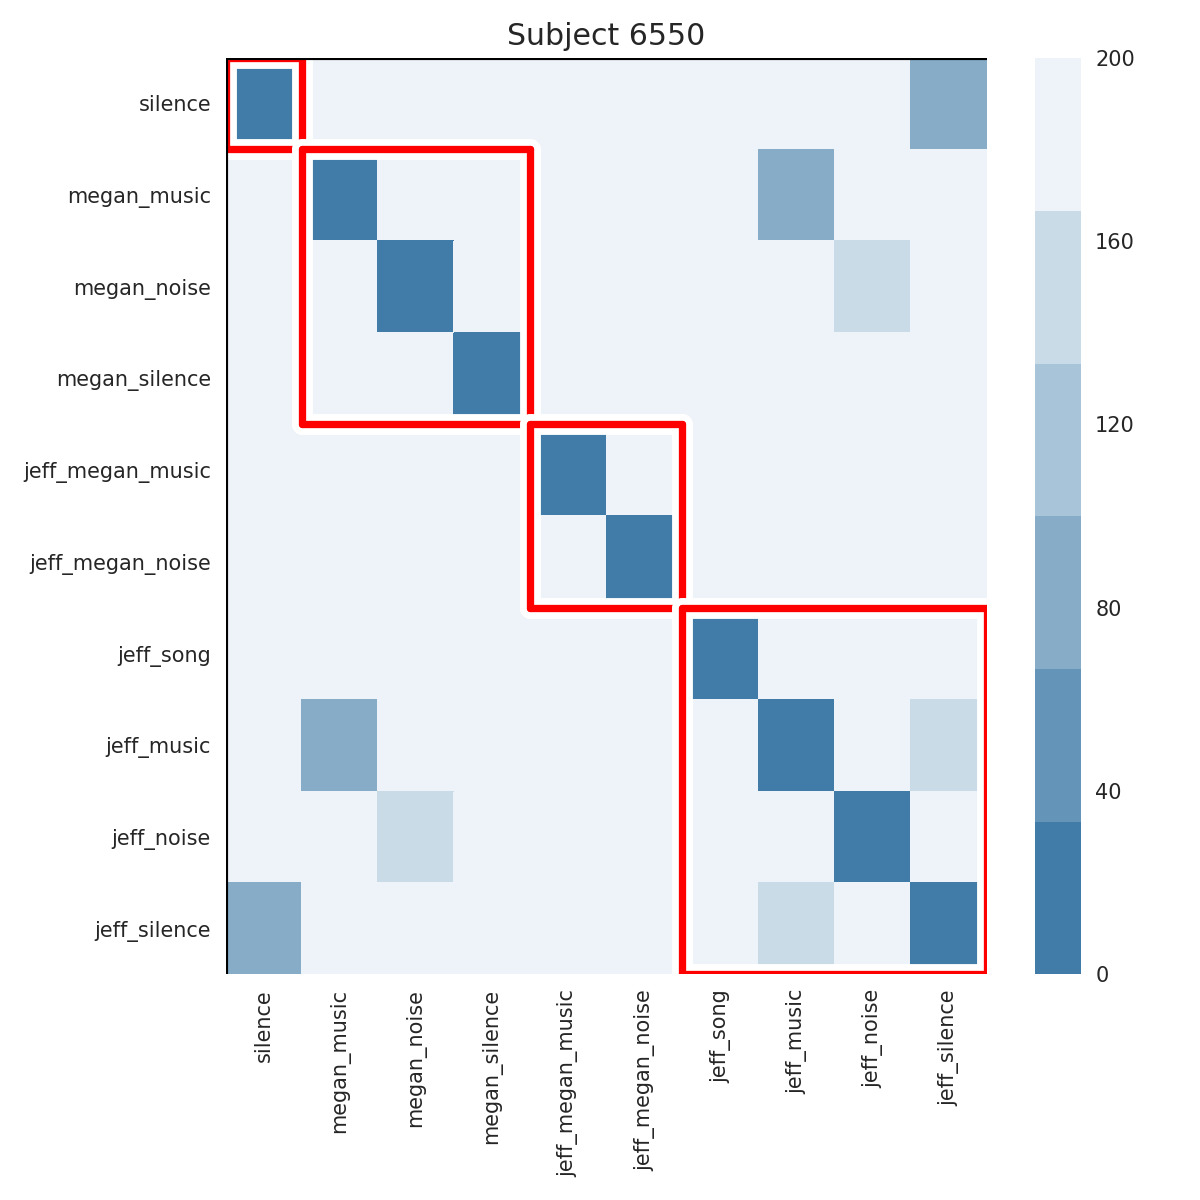 Subject 6550
silence
megan_music
megan_noise
megan_silence
jeff_megan_music
jeff_megan_noise
jeff_song
jeff_music
jeff_noise
jeff_silence
silence
megan_music
megan_noise
megan_silence
jeff_megan_music
jeff_megan_noise
jeff_song
jeff_music
jeff_noise
jeff_silence
200
160
120
80
40
0